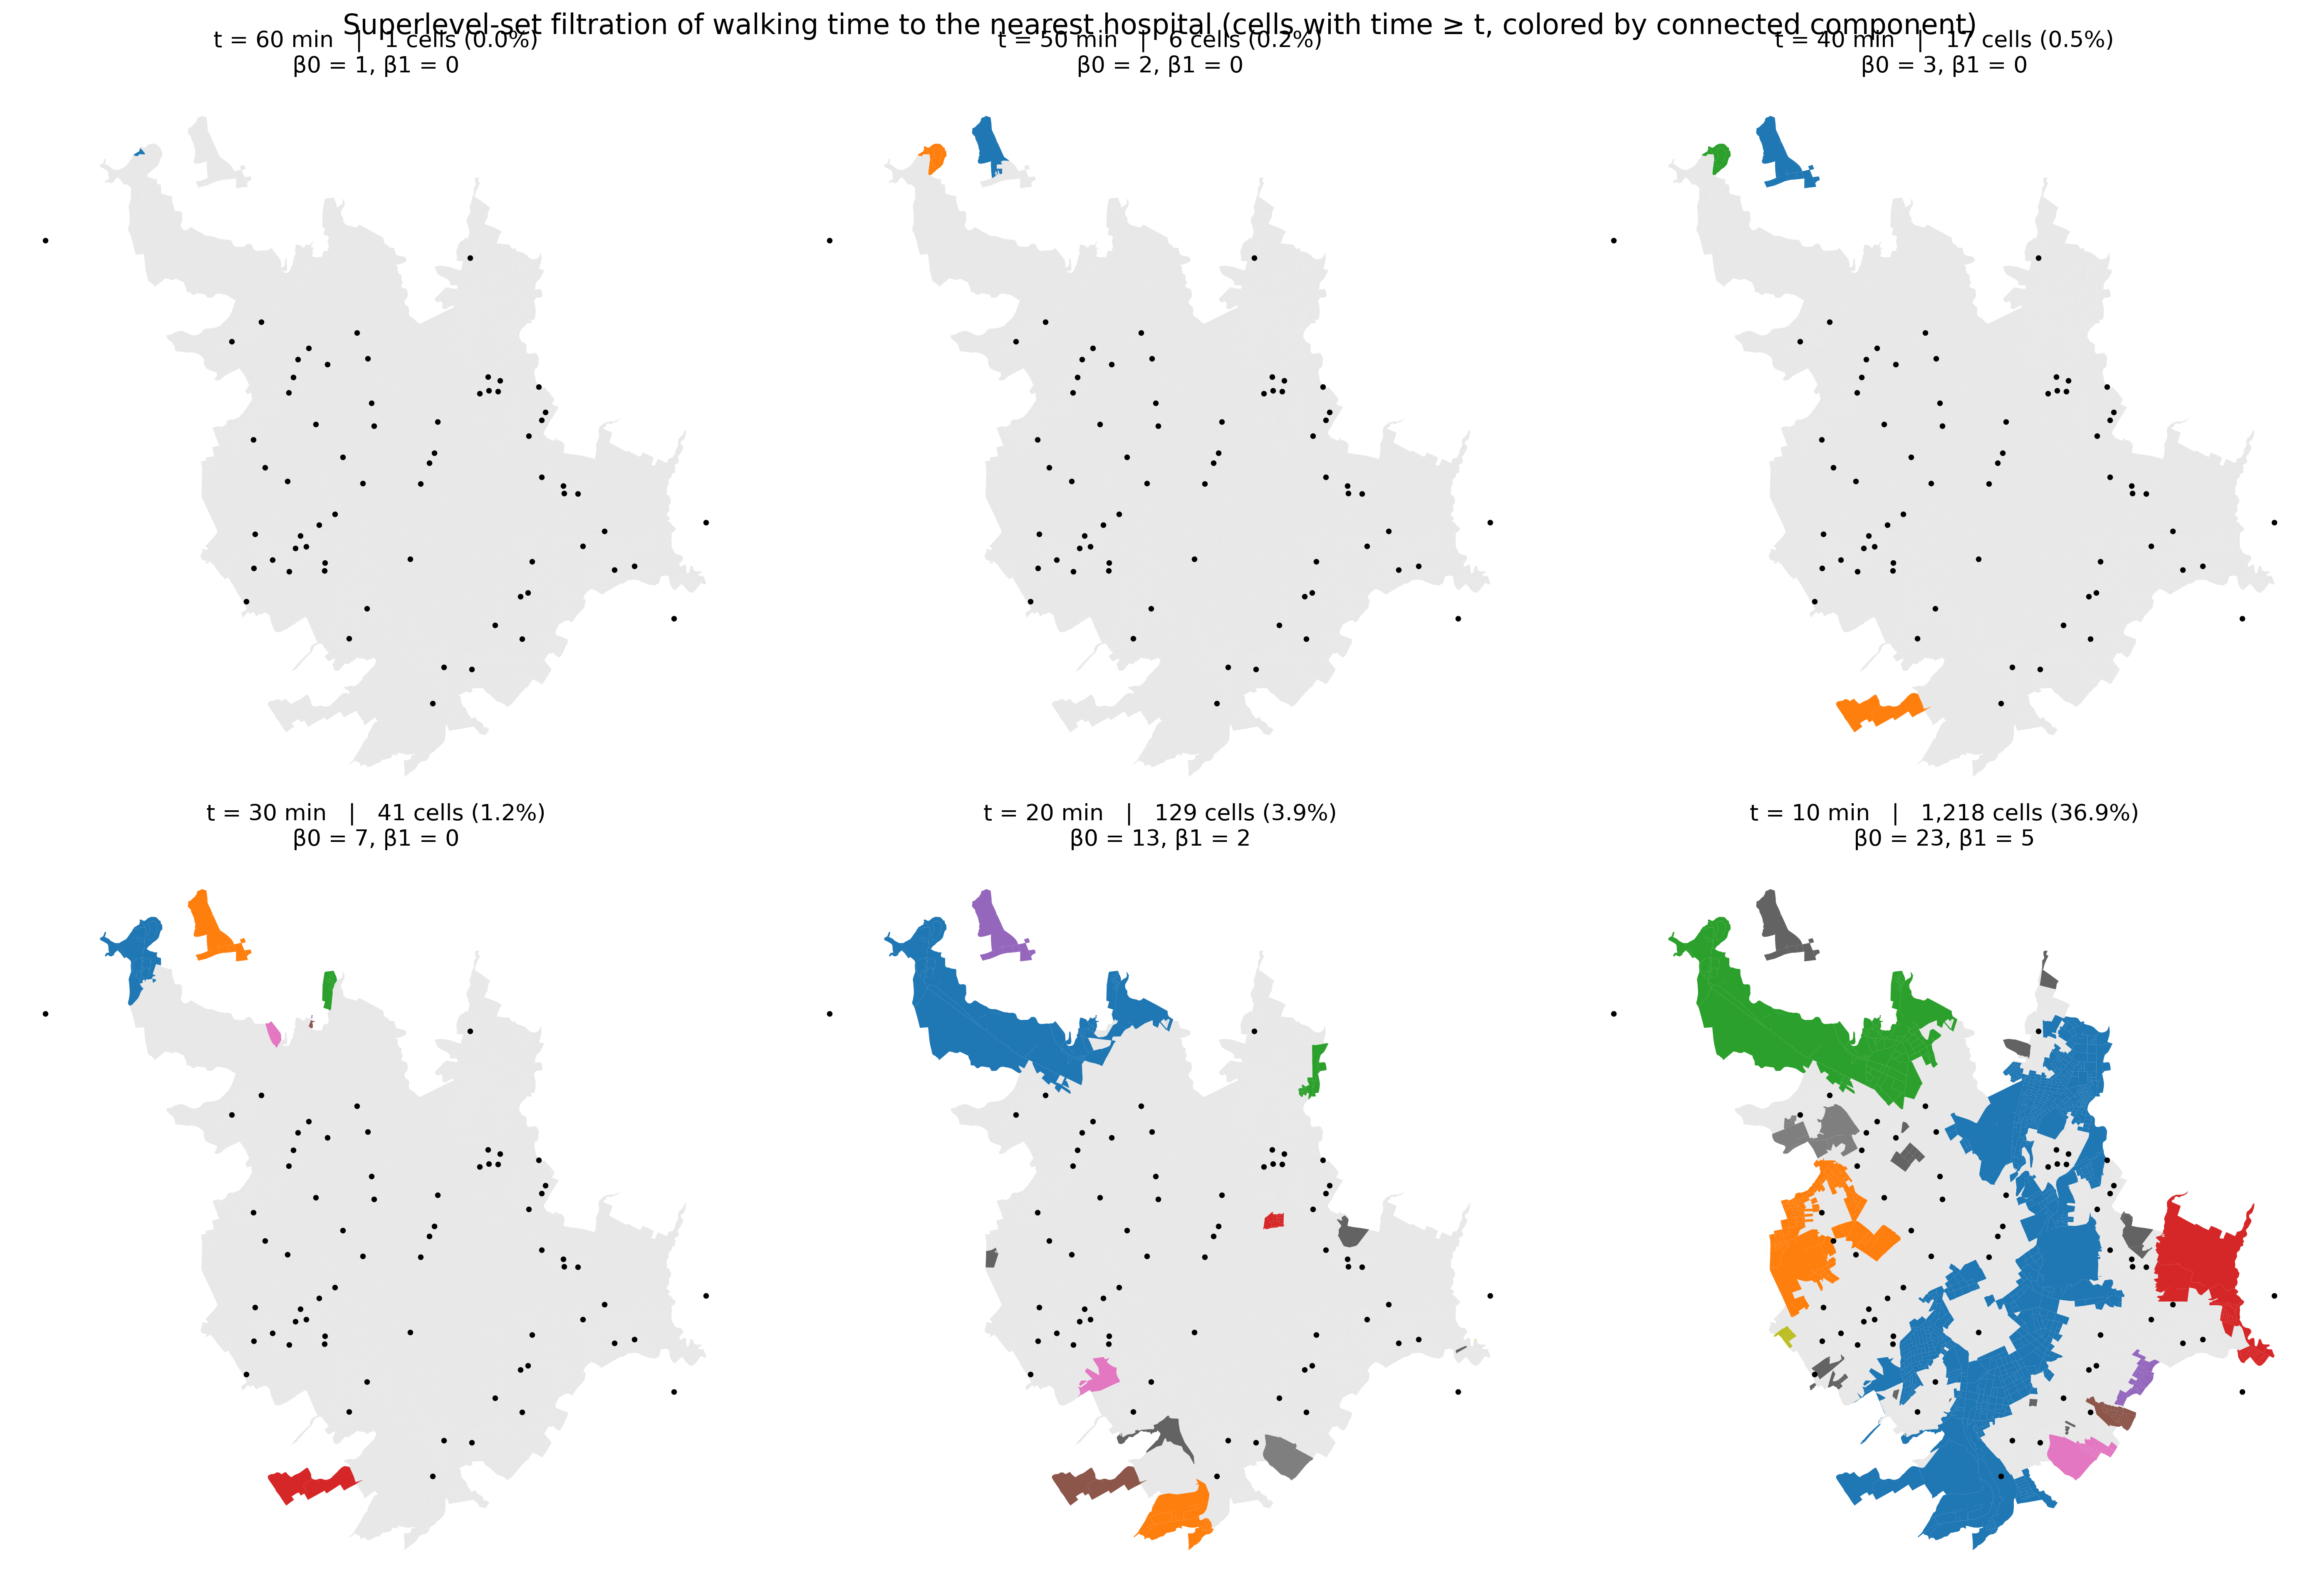 Superlevel-set filtration of walking time to the nearest hospital (cells with time ≥ t, colored by connected component)
t = 60 min | 1 cells (0.0%)
β0 = 1, β1 = 0
t = 50 min | 6 cells (0.2%)
β0 = 2, β1 = 0
t = 40 min | 17 cells (0.5%)
β0 = 3, β1 = 0
t = 30 min | 41 cells (1.2%)
β0 = 7, β1 = 0
t = 20 min | 129 cells (3.9%)
β0 = 13, β1 = 2
t = 10 min | 1,218 cells (36.9%)
β0 = 23, β1 = 5